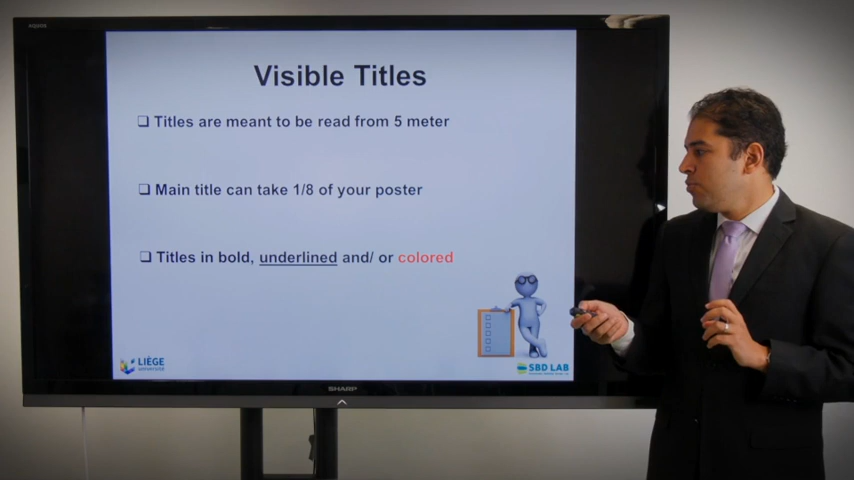 Visible Titles
❑ Titles are meant to be read from 5 meter
❑ Main title can take 1/8 of your poster
❑ Titles in bold, underlined and/ or colored
LIÈGE
université
SBD LAB
SHARP